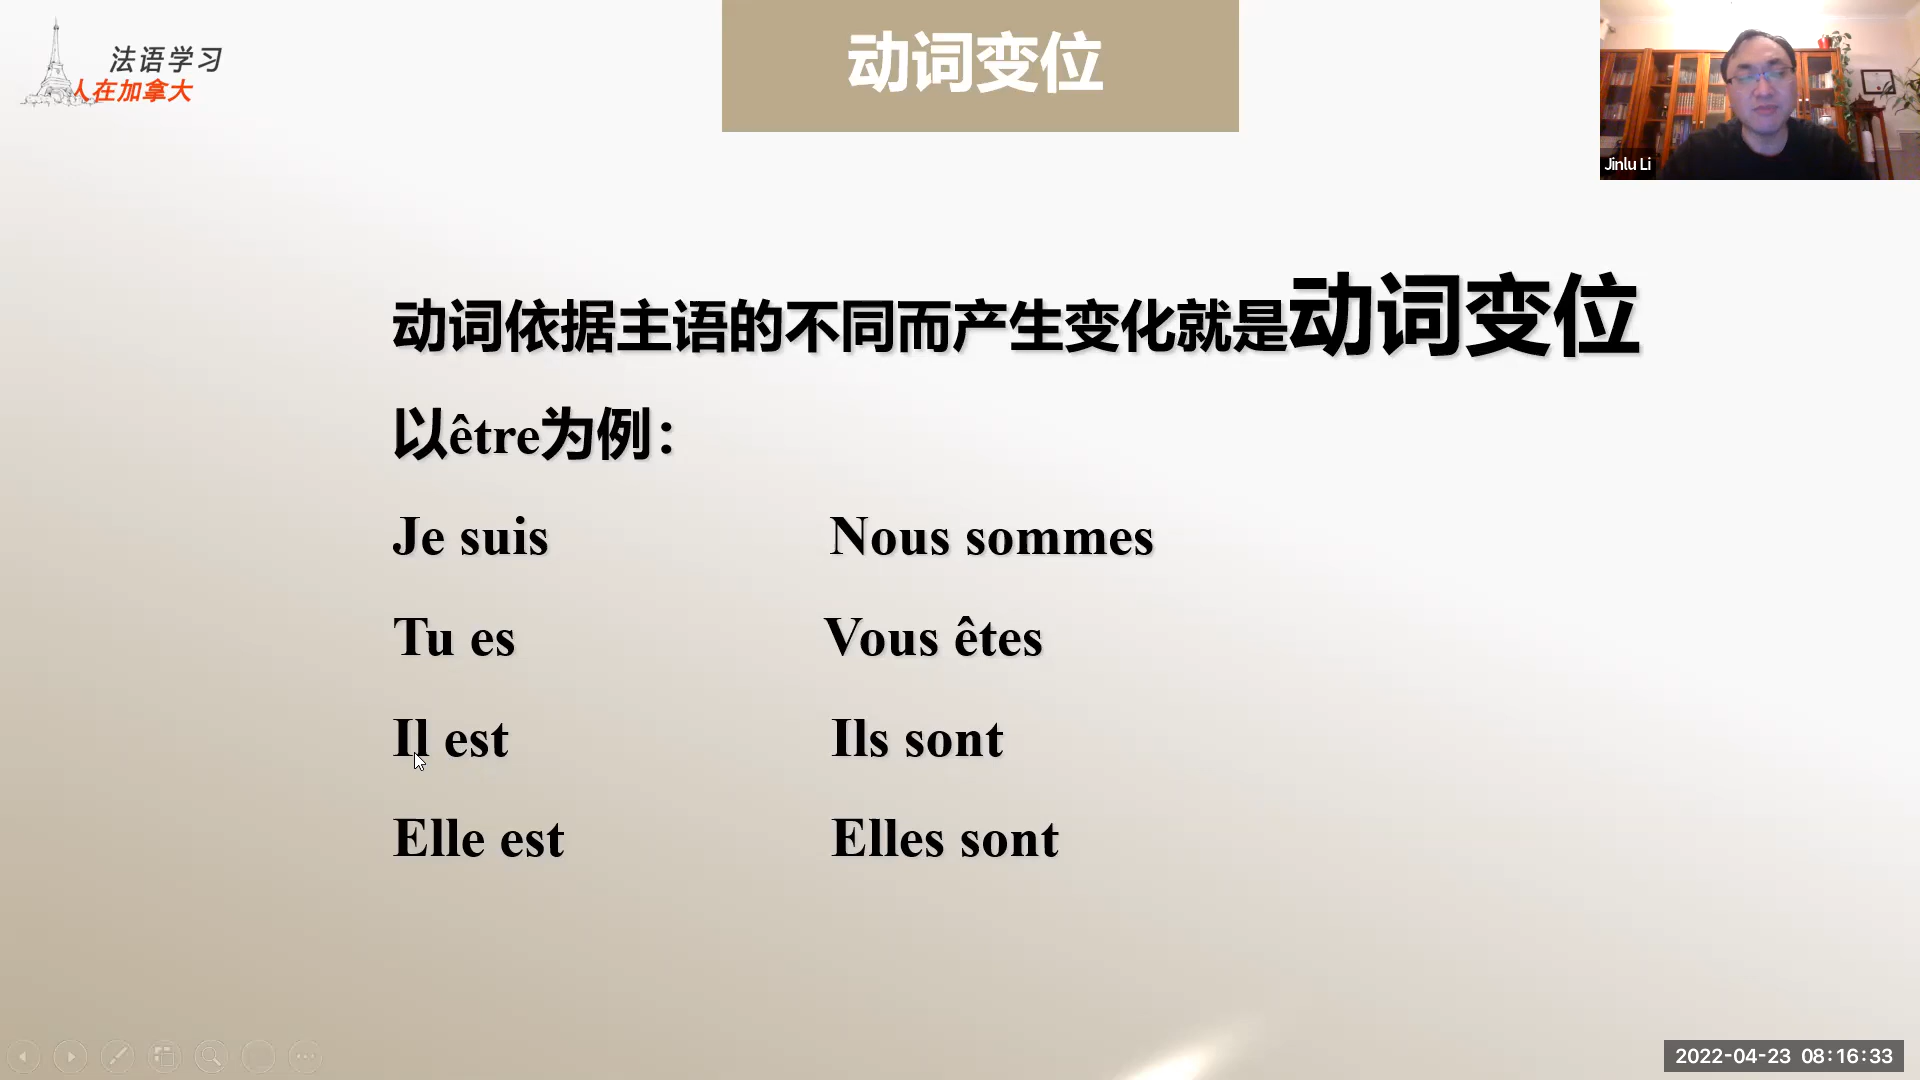 法语学习
人在加拿大
动词变位
Jinlu Li
动词依据主语的不同而产生变化就是动词变位
以être为例：
Je suis
Nous sommes
Tu es
Vous êtes
Il est
Ils sont
Elle est
Elles sont
2022-04-23 08:16:33